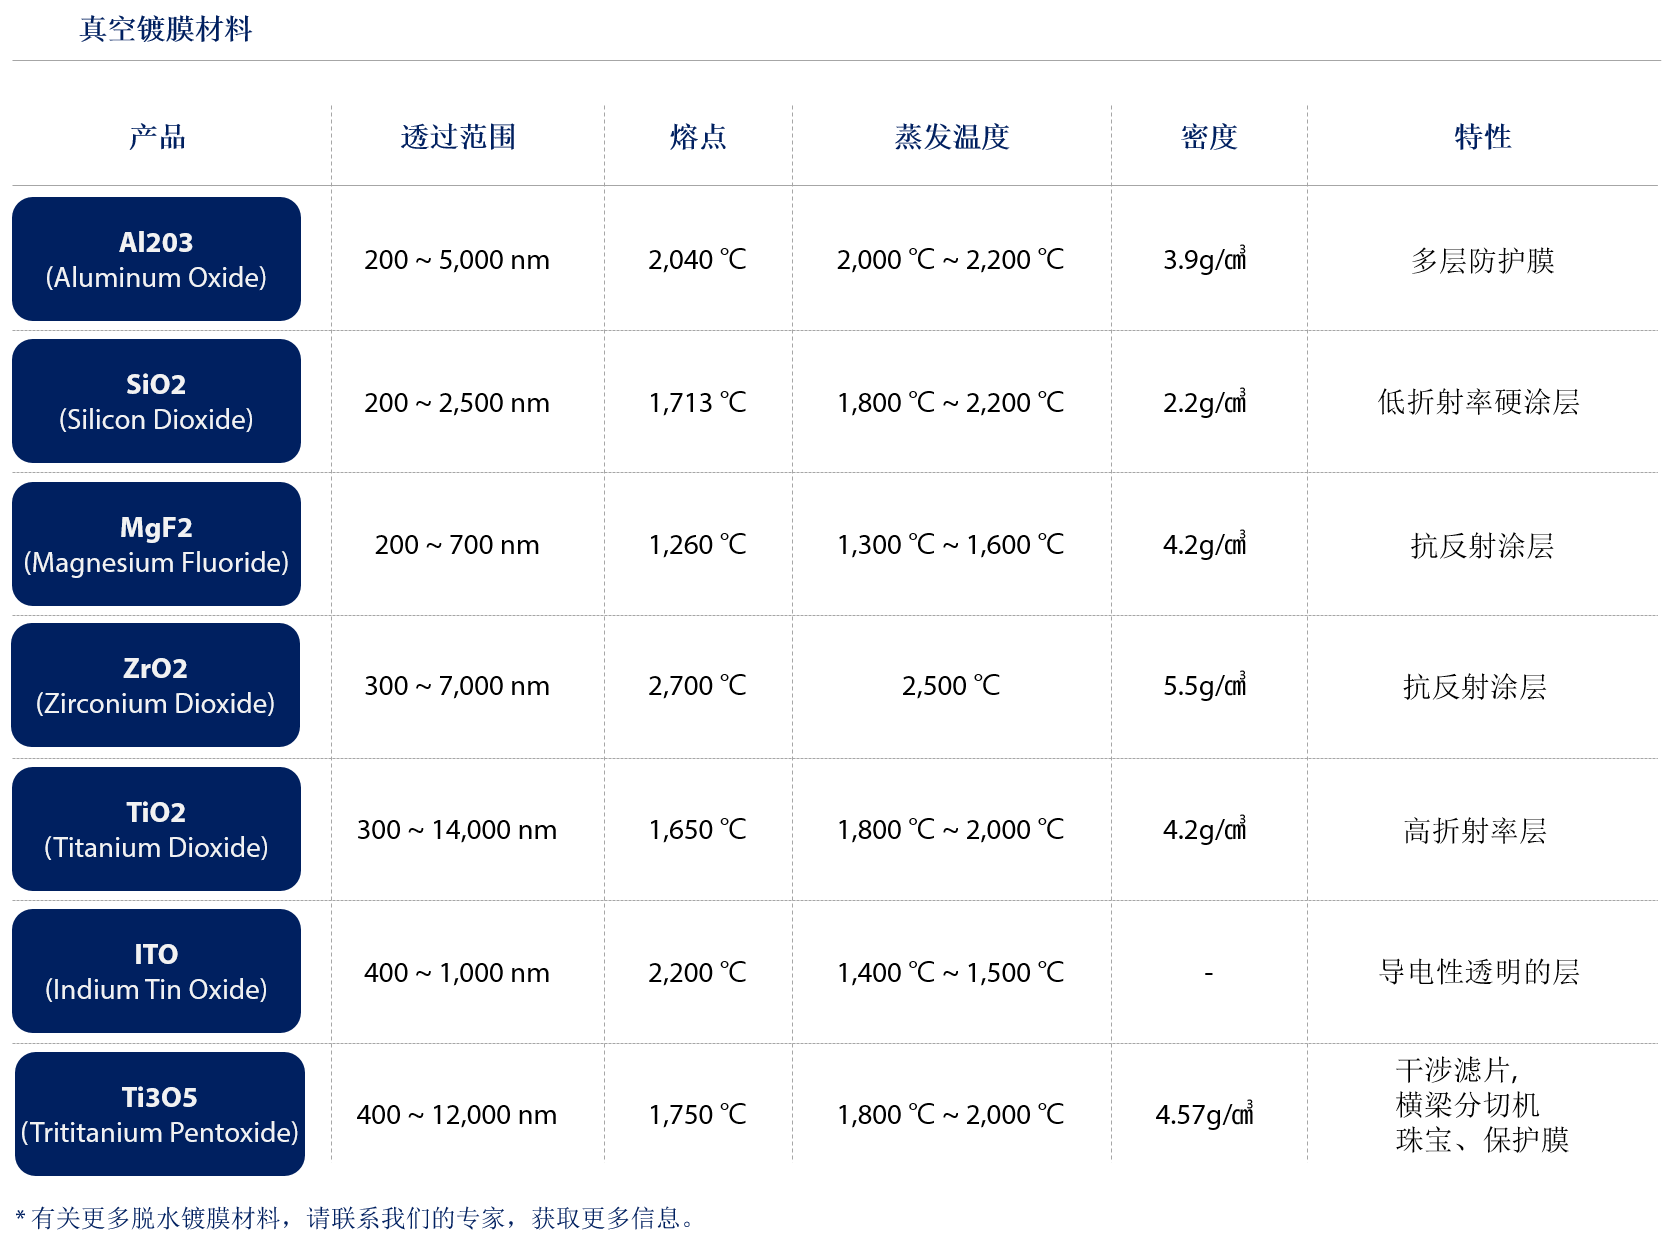 真空镀膜材料
产品 透过范围 熔点 蒸发温度 密度 特性
Al203
(Aluminum Oxide)
200 ~ 5,000 nm 2,040 ℃ 2,000 ℃ ~ 2,200 ℃ 3.9g/㎤ 多层防护膜
SiO2
(Silicon Dioxide)
200 ~ 2,500 nm 1,713 ℃ 1,800 ℃ ~ 2,200 ℃ 2.2g/㎤ 低折射率硬涂层
MgF2
(Magnesium Fluoride)
200 ~ 700 nm 1,260 ℃ 1,300 ℃ ~ 1,600 ℃ 4.2g/㎤ 抗反射涂层
ZrO2
(Zirconium Dioxide)
300 ~ 7,000 nm 2,700 ℃ 2,500 ℃ 5.5g/㎤ 抗反射涂层
TiO2
(Titanium Dioxide)
300 ~ 14,000 nm 1,650 ℃ 1,800 ℃ ~ 2,000 ℃ 4.2g/㎤ 高折射率层
ITO
(Indium Tin Oxide)
400 ~ 1,000 nm 2,200 ℃ 1,400 ℃ ~ 1,500 ℃ - 导电性透明的层
Ti3O5
(Trititanium Pentoxide)
400 ~ 12,000 nm 1,750 ℃ 1,800 ℃ ~ 2,000 ℃ 4.57g/㎤
干涉滤片,
横梁分切机
珠宝、保护膜
* 有关更多脱水镀膜材料，请联系我们的专家，获取更多信息。